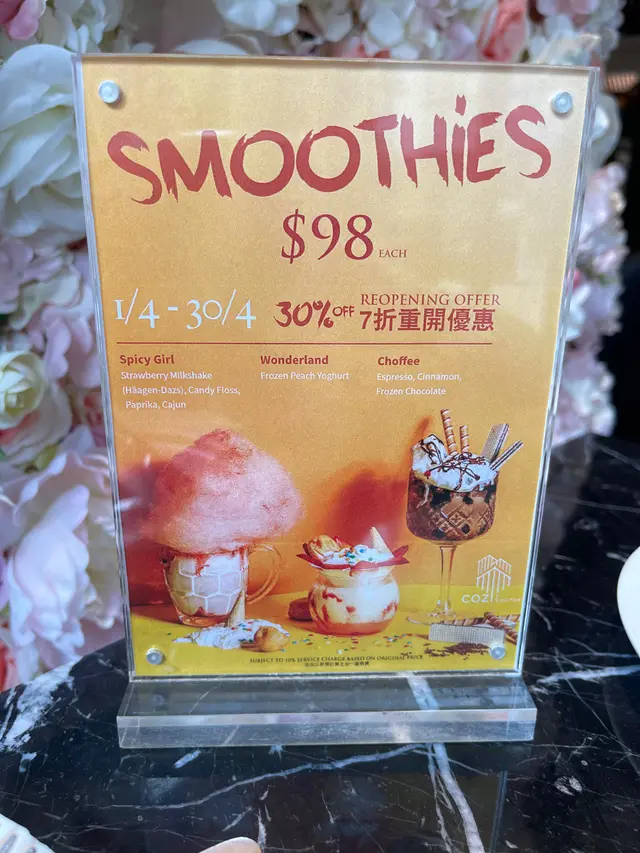 SMOOTHiES
$98 EACH
1/4 - 30/4 30% OFF REOPENING OFFER
7折重開優惠
Spicy Girl
Strawberry Milkshake
(Häagen-Dazs), Candy Floss,
Paprika, Cajun
Wonderland
Frozen Peach Yoghurt
Choffee
Espresso, Cinnamon,
Frozen Chocolate
COZI
SUBJECT TO 10% SERVICE CHARGE BASED ON ORIGINAL PRICE